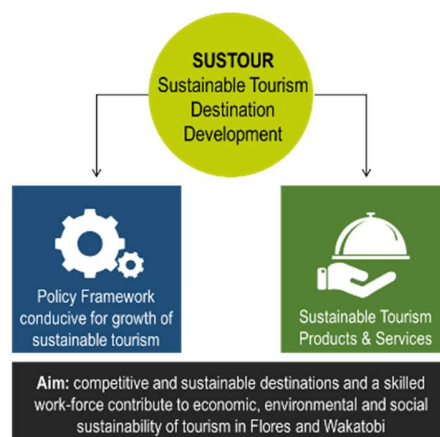 SUSTOUR
Sustainable Tourism
Destination
Development
Policy Framework
conducive for growth of
sustainable tourism
Sustainable Tourism
Products & Services
Aim: competitive and sustainable destinations and a skilled
work-force contribute to economic, environmental and social
sustainability of tourism in Flores and Wakatobi